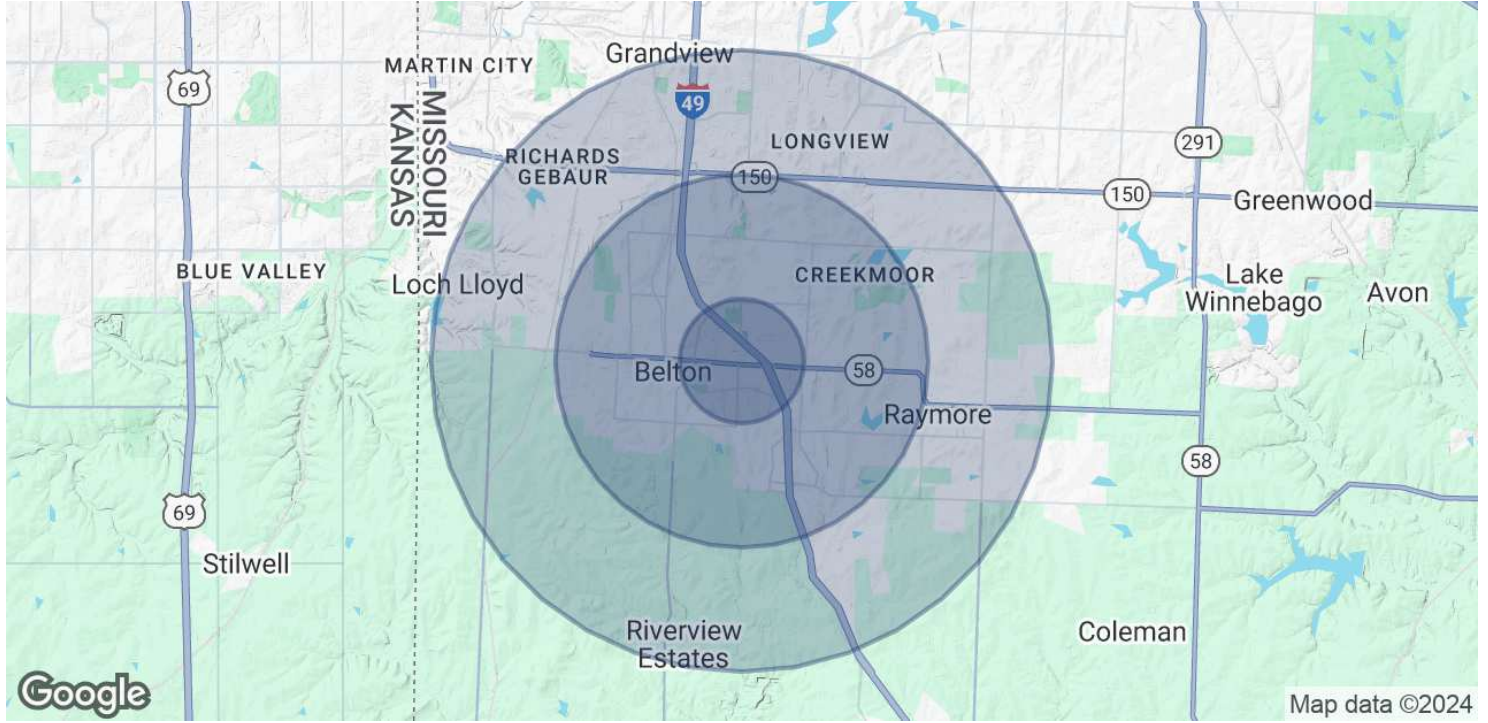 Grandview
MARTIN CITY
69
49
MISSOURI
KANSAS
LONGVIEW
291
RICHARDS
GEBAUR
150
150
Greenwood
BLUE VALLEY
Loch Lloyd
CREEKMOOR
Lake
Winnebago
Avon
Belton
58
Raymore
58
69
Stilwell
Riverview
Estates
Coleman
Google
Map data ©2024